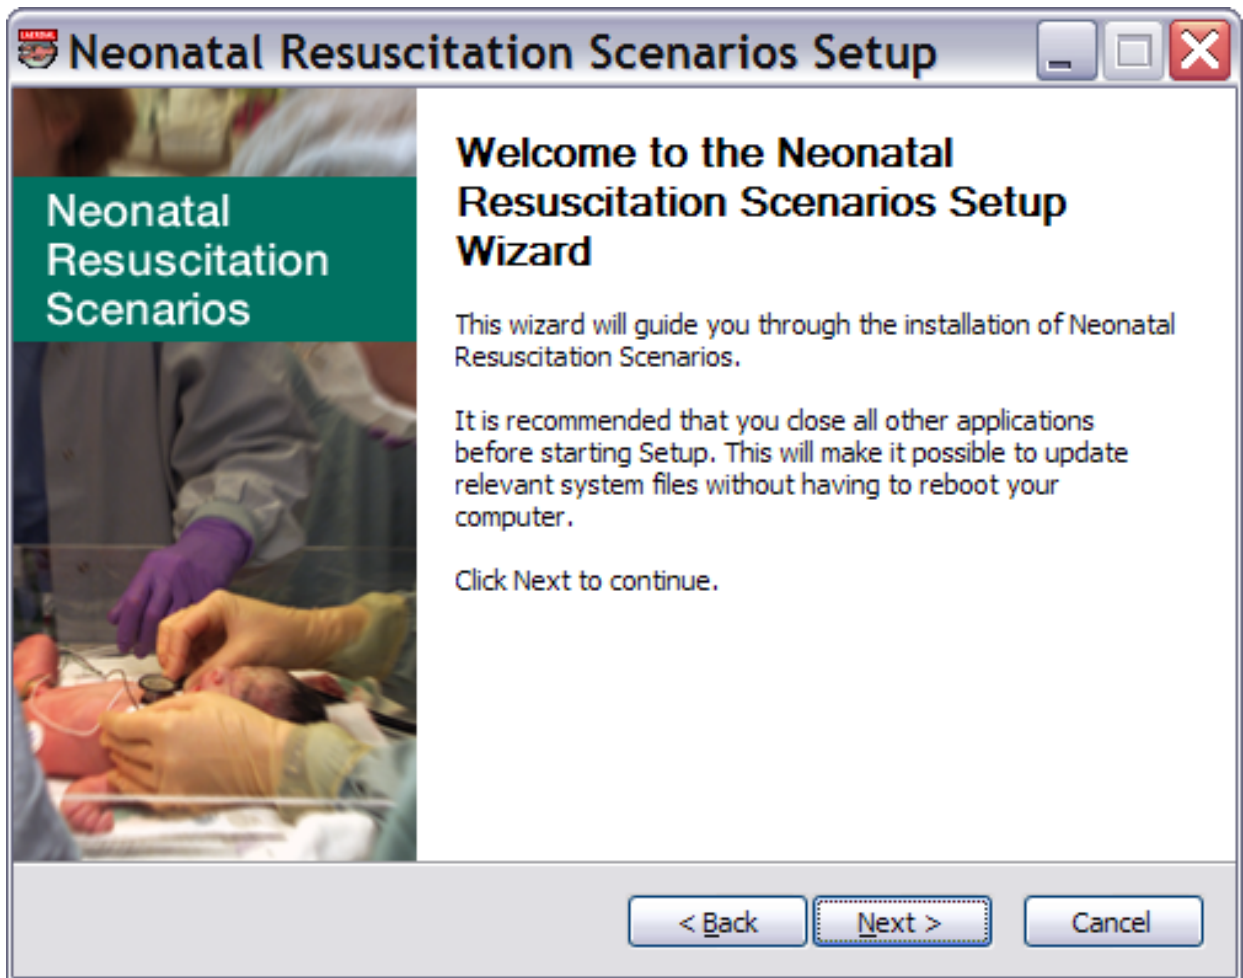 Neonatal Resuscitation Scenarios Setup
Neonatal
Resuscitation
Scenarios
Welcome to the Neonatal
Resuscitation Scenarios Setup
Wizard
This wizard will guide you through the installation of Neonatal
Resuscitation Scenarios.
It is recommended that you close all other applications
before starting Setup. This will make it possible to update
relevant system files without having to reboot your
computer.
Click Next to continue.
< Back
Next >
Cancel